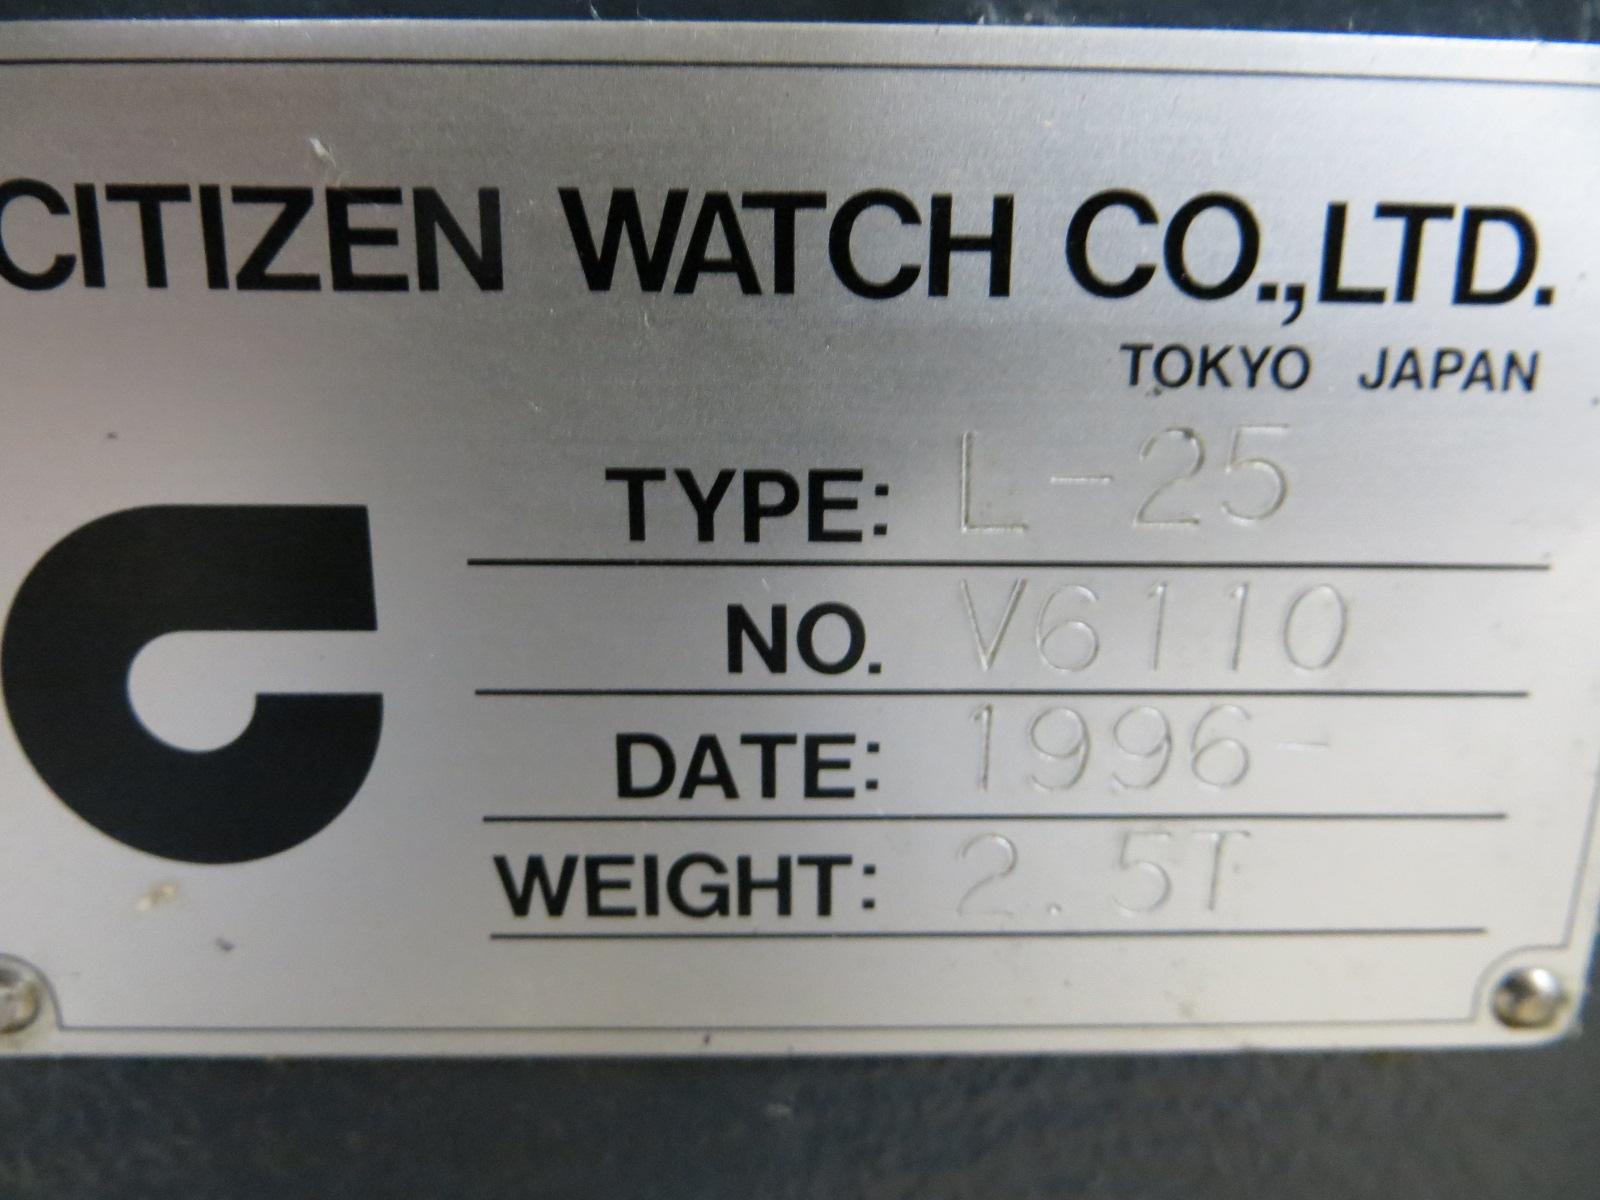 CITIZEN WATCH CO.,LTD.
TOKYO JAPAN
TYPE: L-25
NO. V6110
DATE: 1996-
WEIGHT: 2.5T